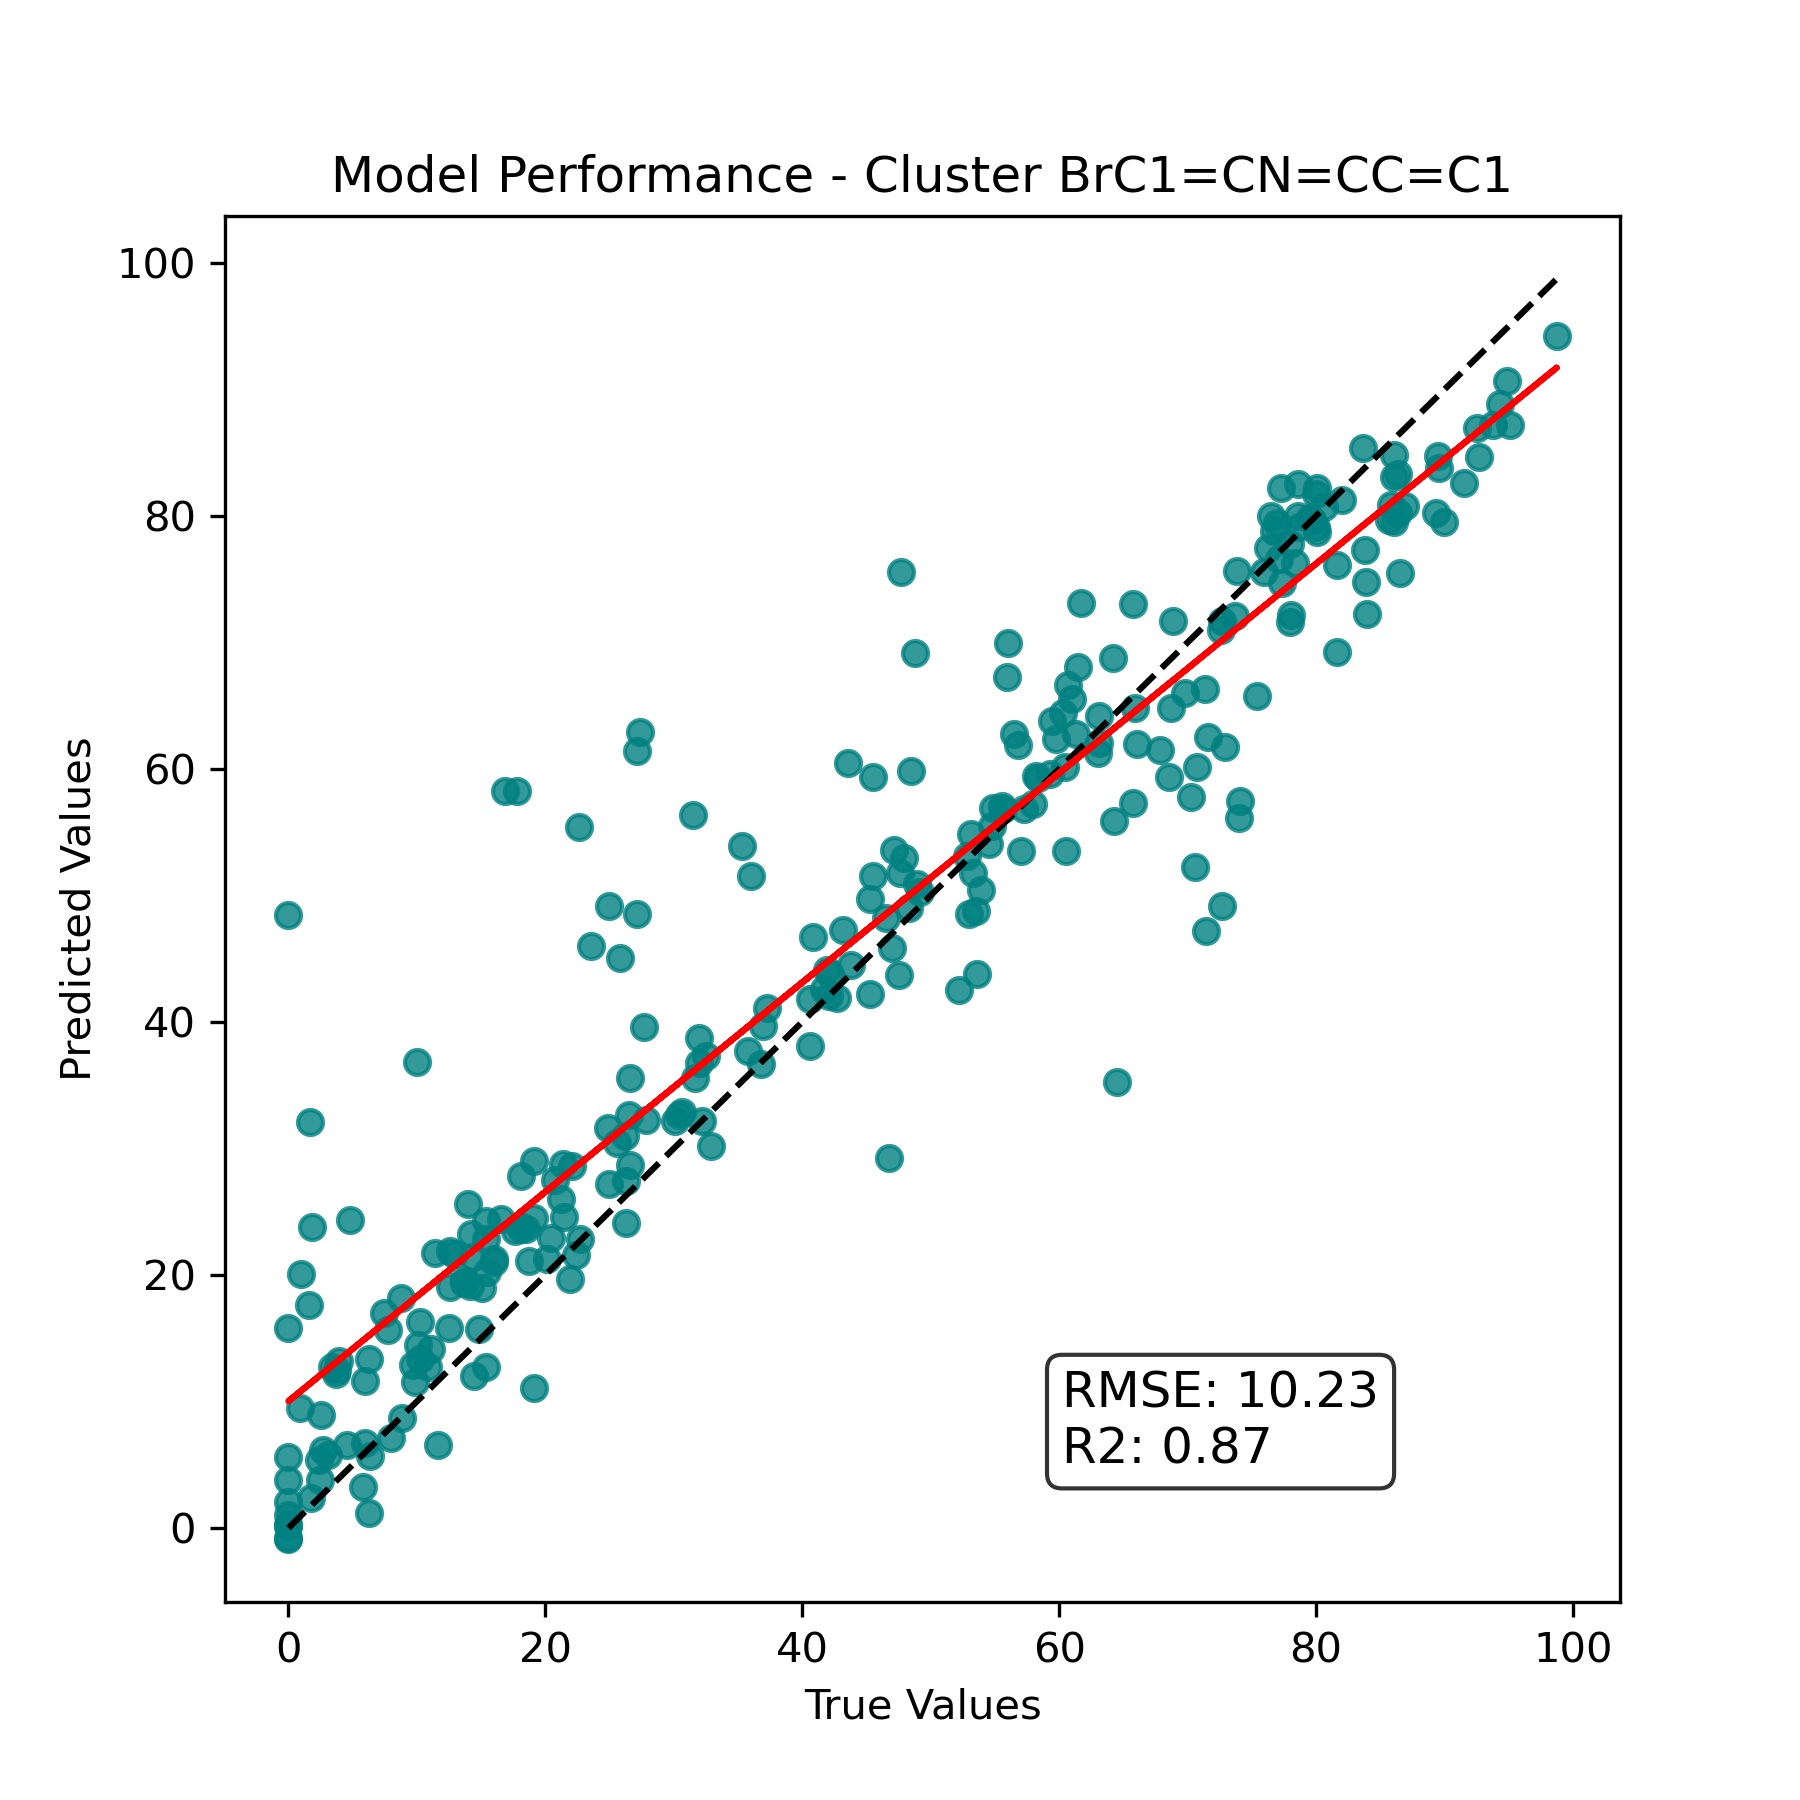 Model Performance - Cluster BrC1=CN=CC=C1
100
80
60
40
20
0
Predicted Values
RMSE: 10.23
R2: 0.87
0
20
40
60
80
100
True Values